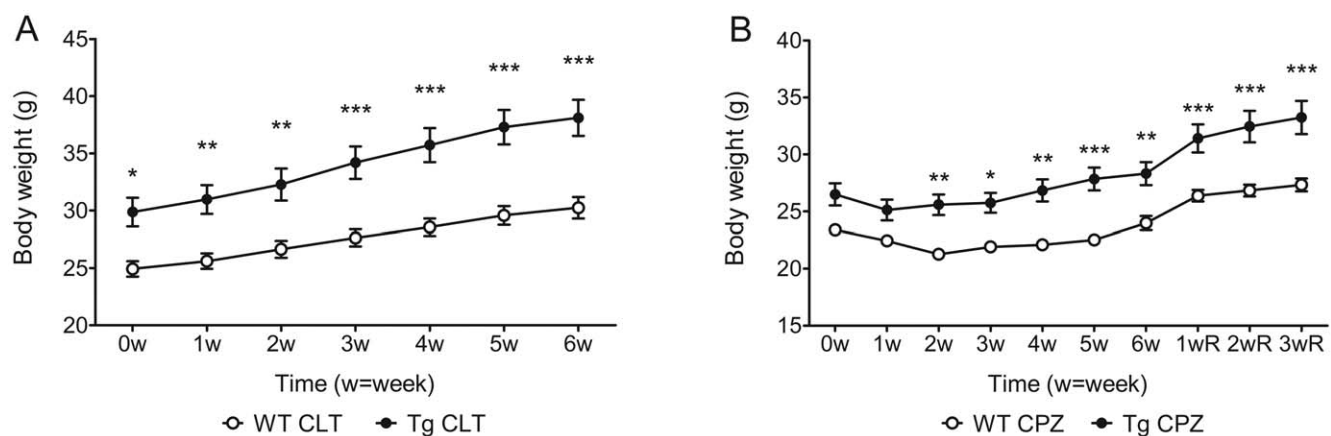 A
45
40
35
30
25
20
Body weight (g)
* ** ** *** *** *** ***
0w 1w 2w 3w 4w 5w 6w
Time (w=week)
WT CLT Tg CLT
B
40
35
30
25
20
15
Body weight (g)
** * ** *** ** *** *** ***
0w 1w 2w 3w 4w 5w 6w 1wR 2wR 3wR
Time (w=week)
WT CPZ Tg CPZ